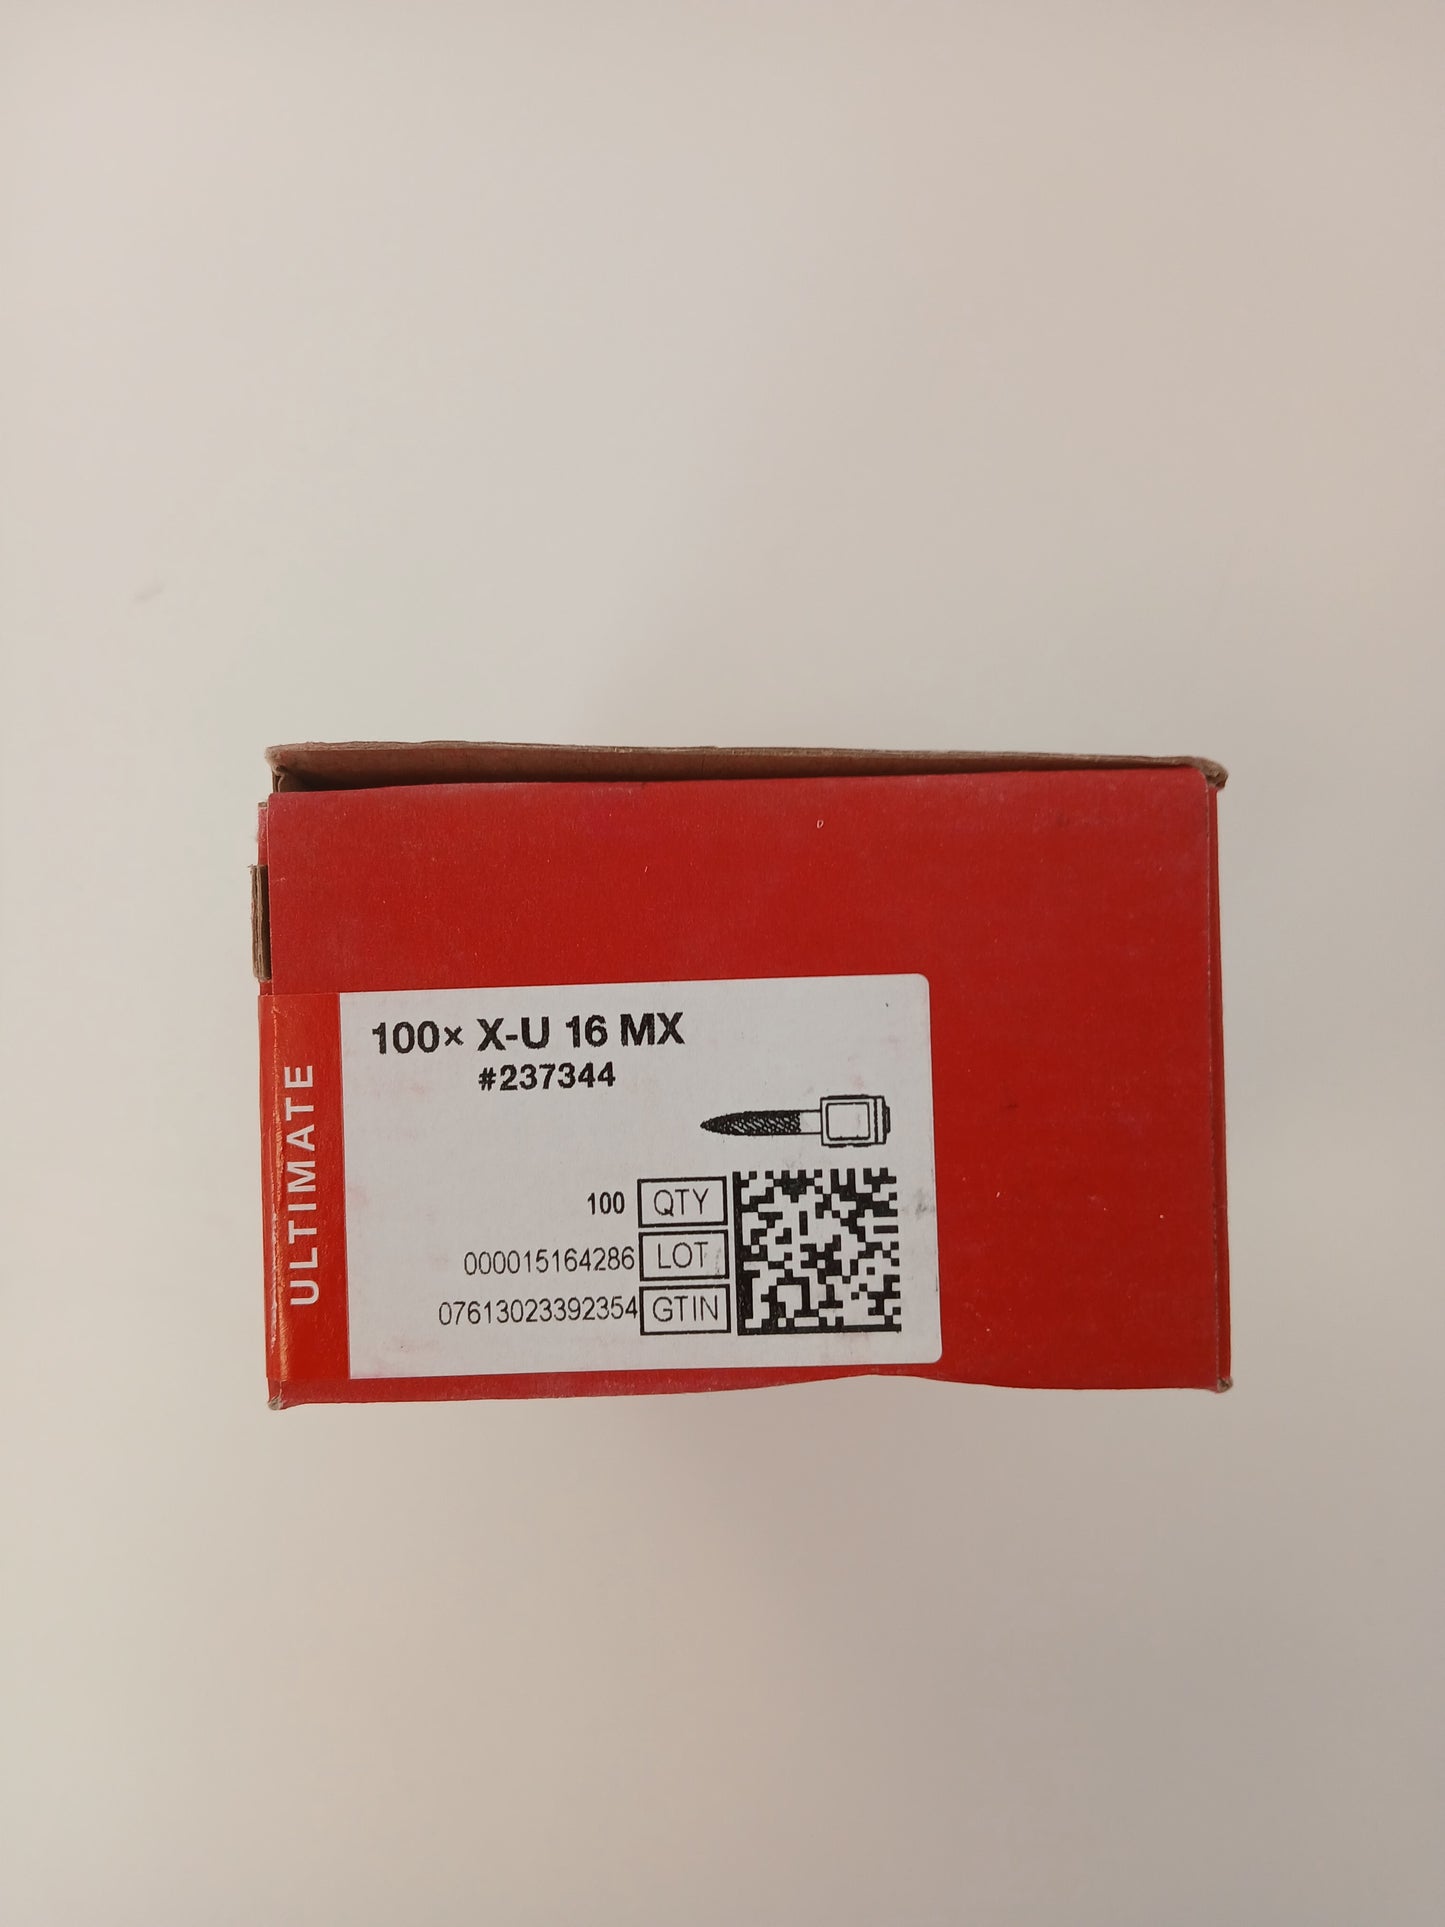 ULTIMATE
100× X-U 16 MX
#237344
100 QTY
000015164286 LOT
07613023392354 GTIN